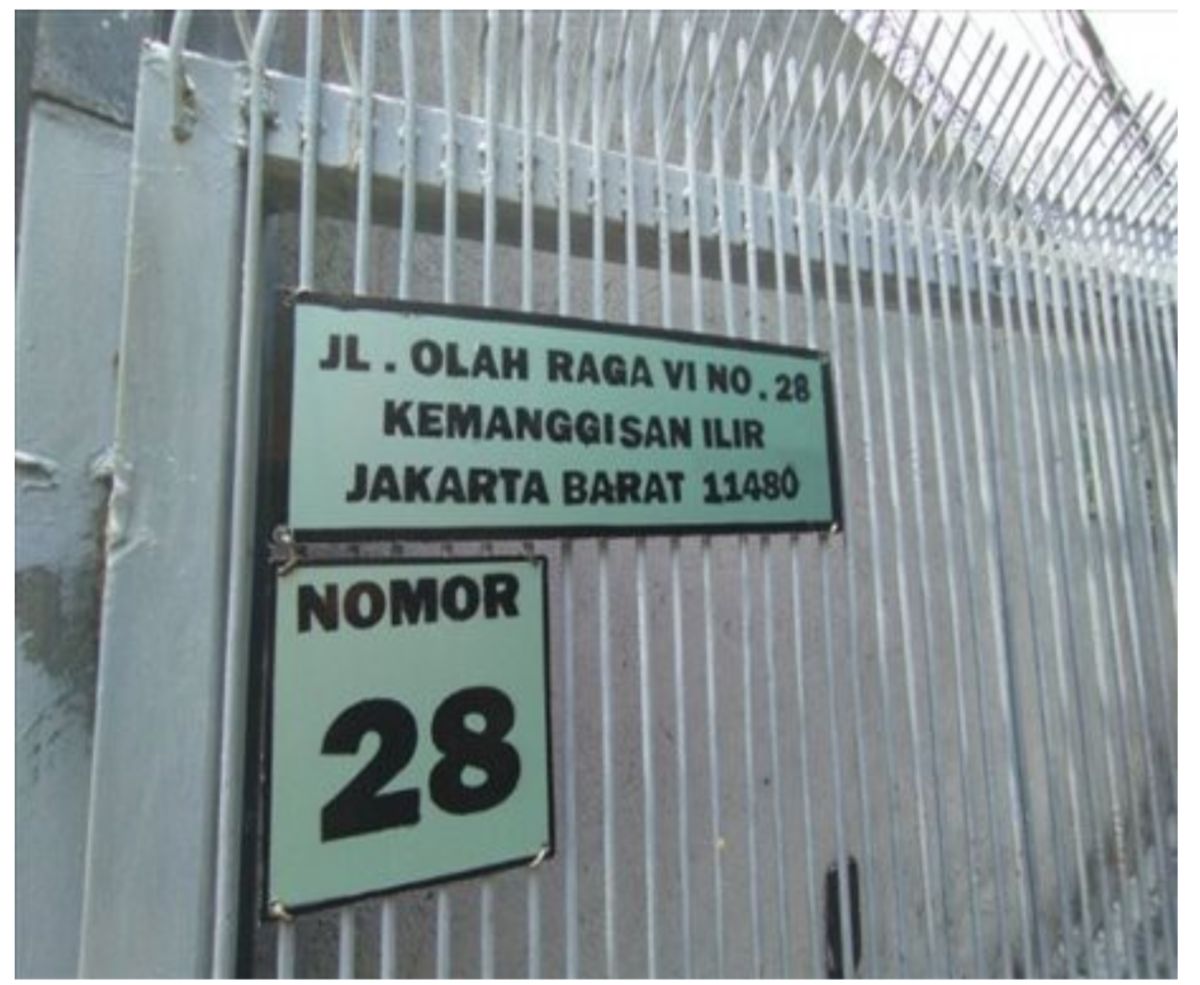 JL. OLAH RAGA VI NO. 28
KEMANGGISAN ILIR
JAKARTA BARAT 11480
NOMOR
28